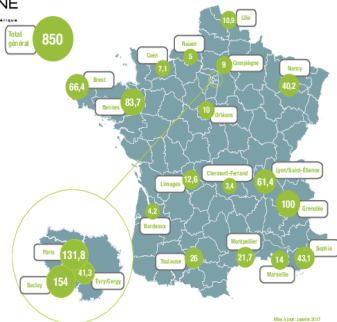 NE
Total
général
850
10,9
Lille
Rouen
5
Caen
7,1
9
Compiègne
Nancy
40,2
Brest
66,4
Rennes
83,7
10
Orléans
Limoges
12,6
Clermont-Ferrand
3,4
Lyon/Saint-Étienne
61,4
100
Grenoble
4,2
Bordeaux
Toulouse
26
Montpellier
21,7
14
Marseille
43,1
Sophia
Paris
131,8
41,3
Evry/Cergy
Saclay
154
Mise à jour : janvier 2017